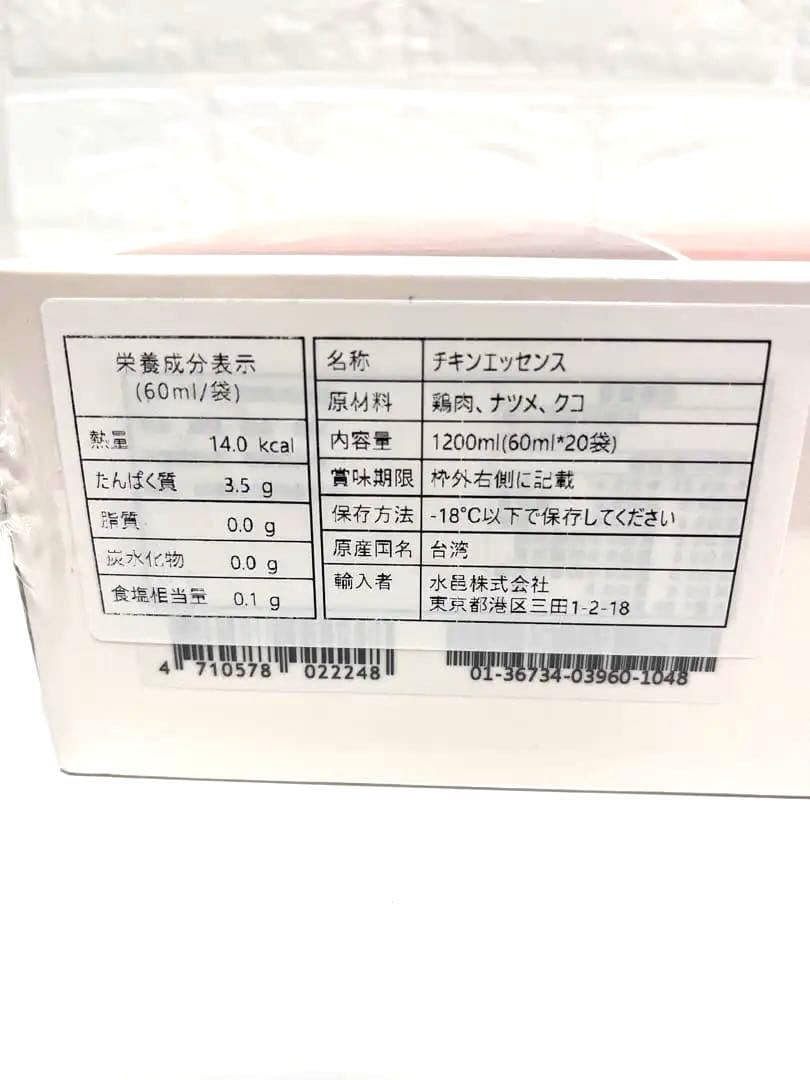 栄養成分表示
(60ml/袋)
熱量 14.0 kcal
たんぱく質 3.5 g
脂質 0.0 g
炭水化物 0.0 g
食塩相当量 0.1 g
名称 チキンエッセンス
原材料 鶏肉、ナツメ、クコ
内容量 1200ml(60ml*20袋)
賞味期限 枠外右側に記載
保存方法 -18℃以下で保存してください
原産国名 台湾
輸入者 水邑株式会社
東京都港区三田1-2-18
4 710578 022248
01-36734-03960-1048